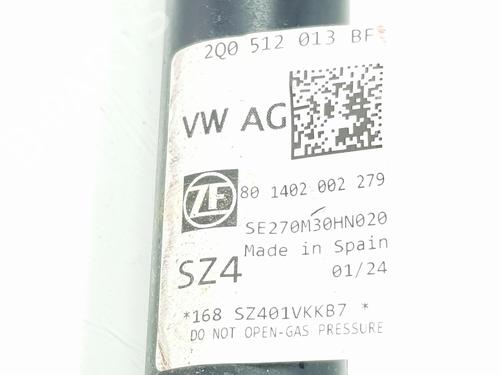 2Q0 512 013 BF
VW AG
ZF
80 1402 002 279
SE270M30HN020
Made in Spain
SZ4
01/24
*168 SZ401VKKB7 *
DO NOT OPEN-GAS PRESSURE